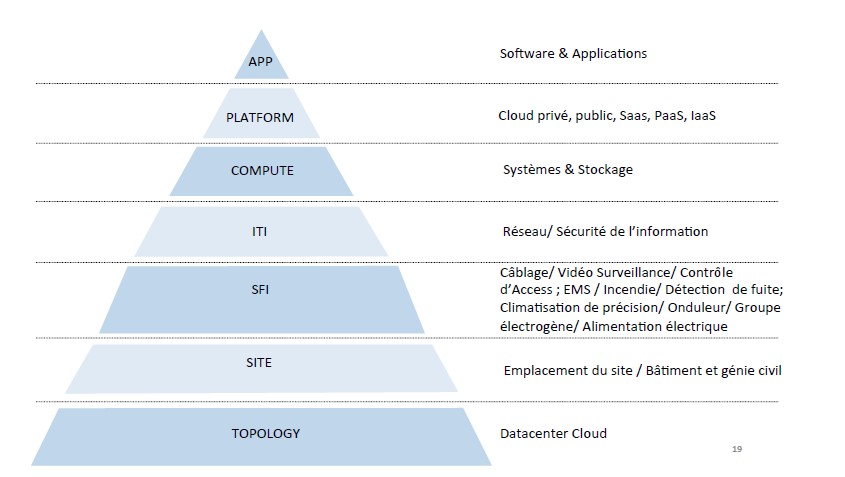 APP
Software & Applications
PLATFORM
Cloud privé, public, Saas, PaaS, IaaS
COMPUTE
Systèmes & Stockage
ITI
Réseau/ Sécurité de l’information
SFI
Câblage/ Vidéo Surveillance/ Contrôle
d’Access ; EMS / Incendie/ Détection de fuite;
Climatisation de précision/ Onduleur/ Groupe
électrogène/ Alimentation électrique
SITE
Emplacement du site / Bâtiment et génie civil
TOPOLOGY
Datacenter Cloud
19